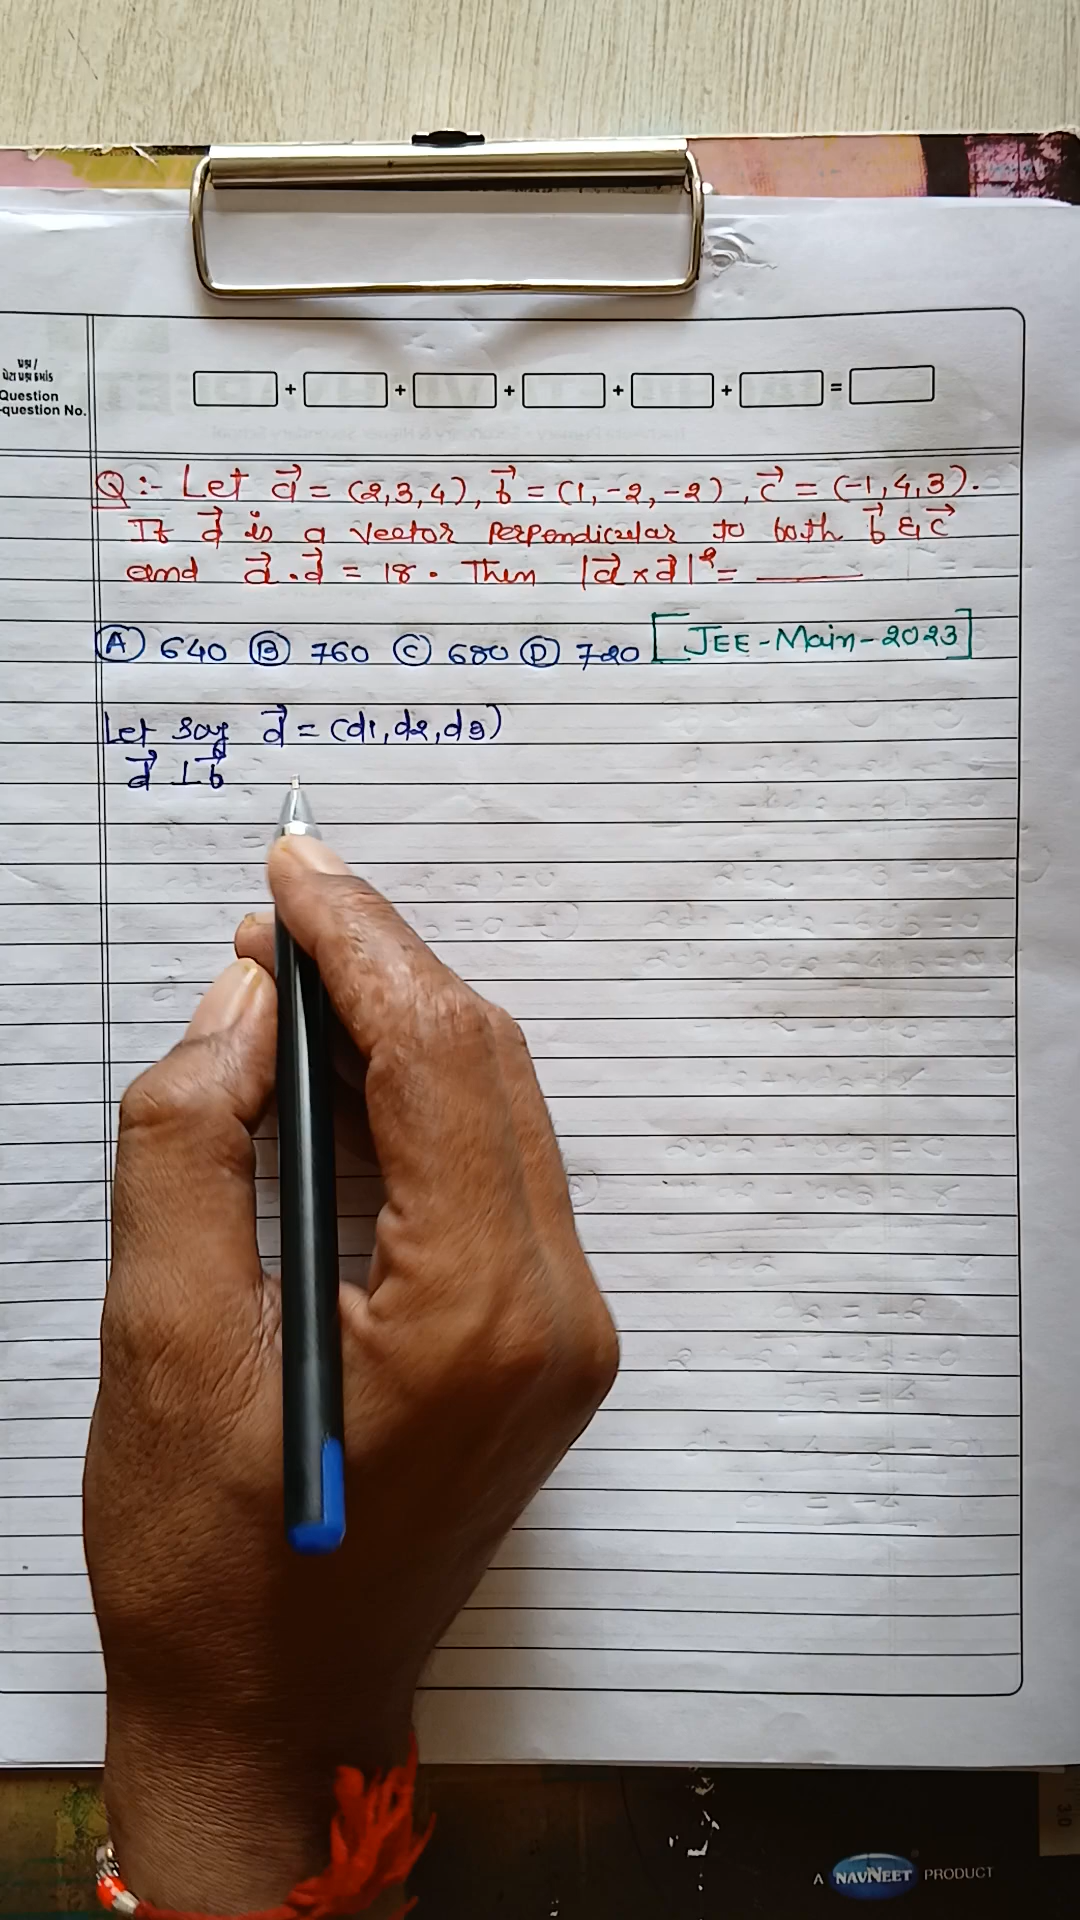 Question
-question No.
+ + + + + =
Q:- Let a⃗ = (2,3,4), b⃗ = (1,-2,-2), c⃗ = (-1,4,3).
If d⃗ is a vector perpendicular to both b⃗ & c⃗
and a⃗ . d⃗ = 18. Then |a⃗ x d⃗|² = ______
(A) 640 (B) 760 (C) 680 (D) 720 [JEE-Main-2023]
Let say d⃗ = (d1, d2, d3)
d⃗ ⊥ b⃗
A NAVNEET PRODUCT